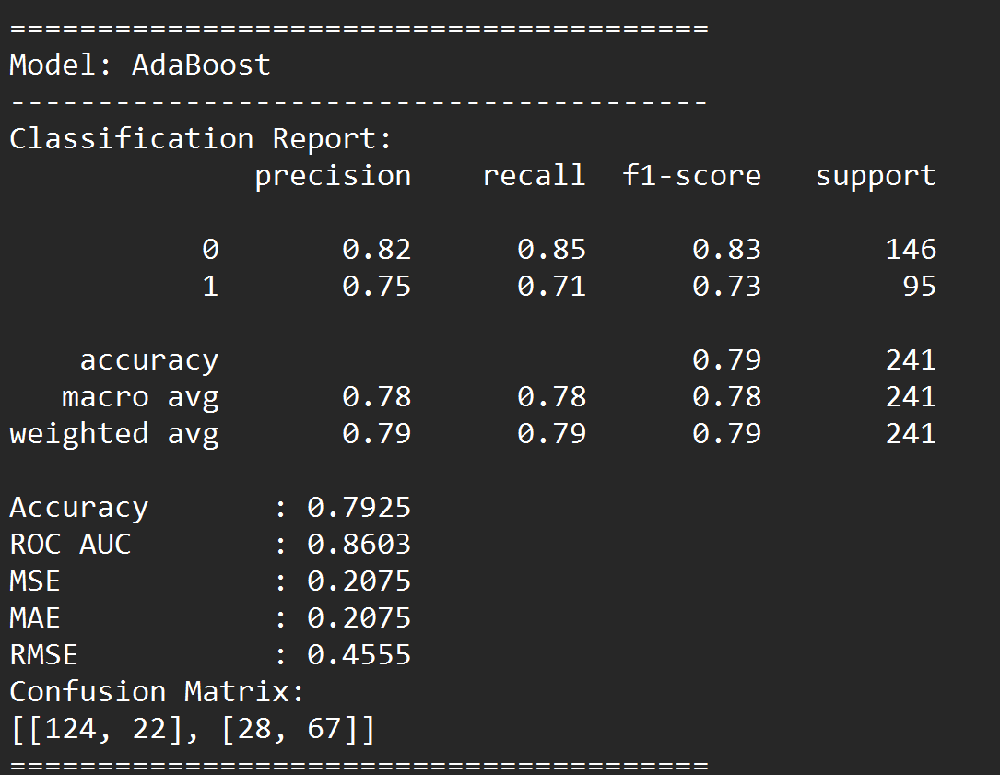 ========================================
Model: AdaBoost
----------------------------------------
Classification Report:
              precision    recall  f1-score   support

           0       0.82      0.85      0.83       146
           1       0.75      0.71      0.73        95

    accuracy                           0.79       241
   macro avg       0.78      0.78      0.78       241
weighted avg       0.79      0.79      0.79       241

Accuracy       : 0.7925
ROC AUC        : 0.8603
MSE            : 0.2075
MAE            : 0.2075
RMSE           : 0.4555
Confusion Matrix:
[[124, 22], [28, 67]]
========================================